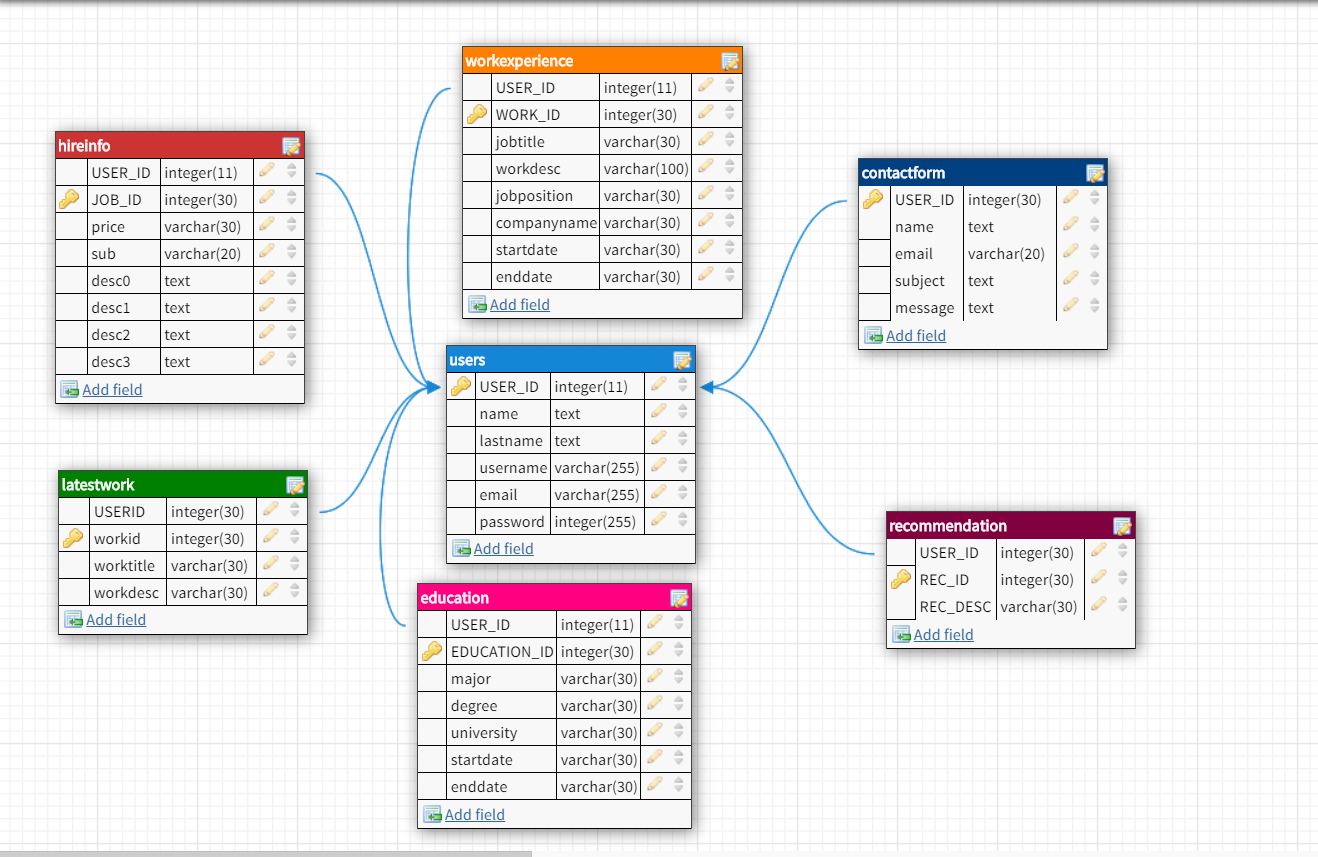 workexperience
USER_ID integer(11)
WORK_ID integer(30)
jobtitle varchar(30)
workdesc varchar(100)
jobposition varchar(30)
companyname varchar(30)
startdate varchar(30)
enddate varchar(30)
Add field
hireinfo
USER_ID integer(11)
JOB_ID integer(30)
price varchar(30)
sub varchar(20)
desc0 text
desc1 text
desc2 text
desc3 text
Add field
contactform
USER_ID integer(30)
name text
email varchar(20)
subject text
message text
Add field
users
USER_ID integer(11)
name text
lastname text
username varchar(255)
email varchar(255)
password integer(255)
Add field
latestwork
USERID integer(30)
workid integer(30)
worktitle varchar(30)
workdesc varchar(30)
Add field
recommendation
USER_ID integer(30)
REC_ID integer(30)
REC_DESC varchar(30)
Add field
education
USER_ID integer(11)
EDUCATION_ID integer(30)
major varchar(30)
degree varchar(30)
university varchar(30)
startdate varchar(30)
enddate varchar(30)
Add field